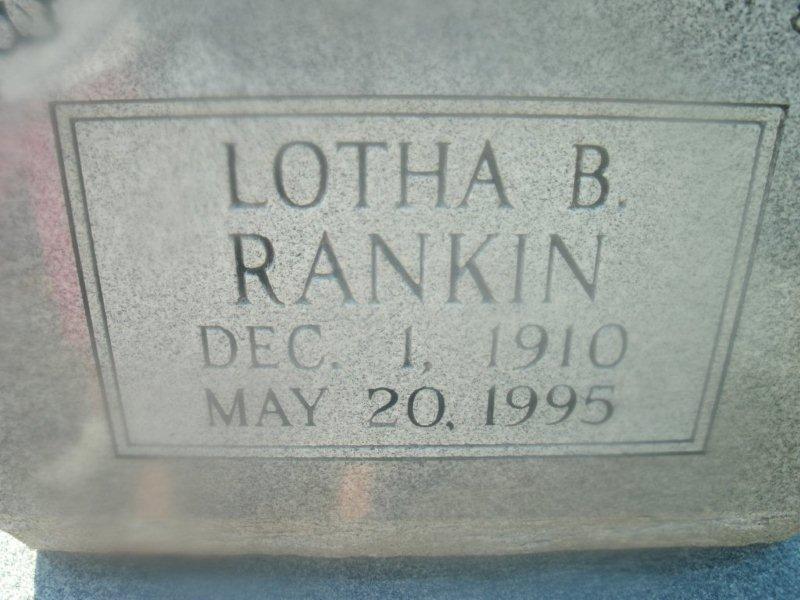 LOTHA B.
RANKIN
DEC. 1, 1910
MAY 20, 1995